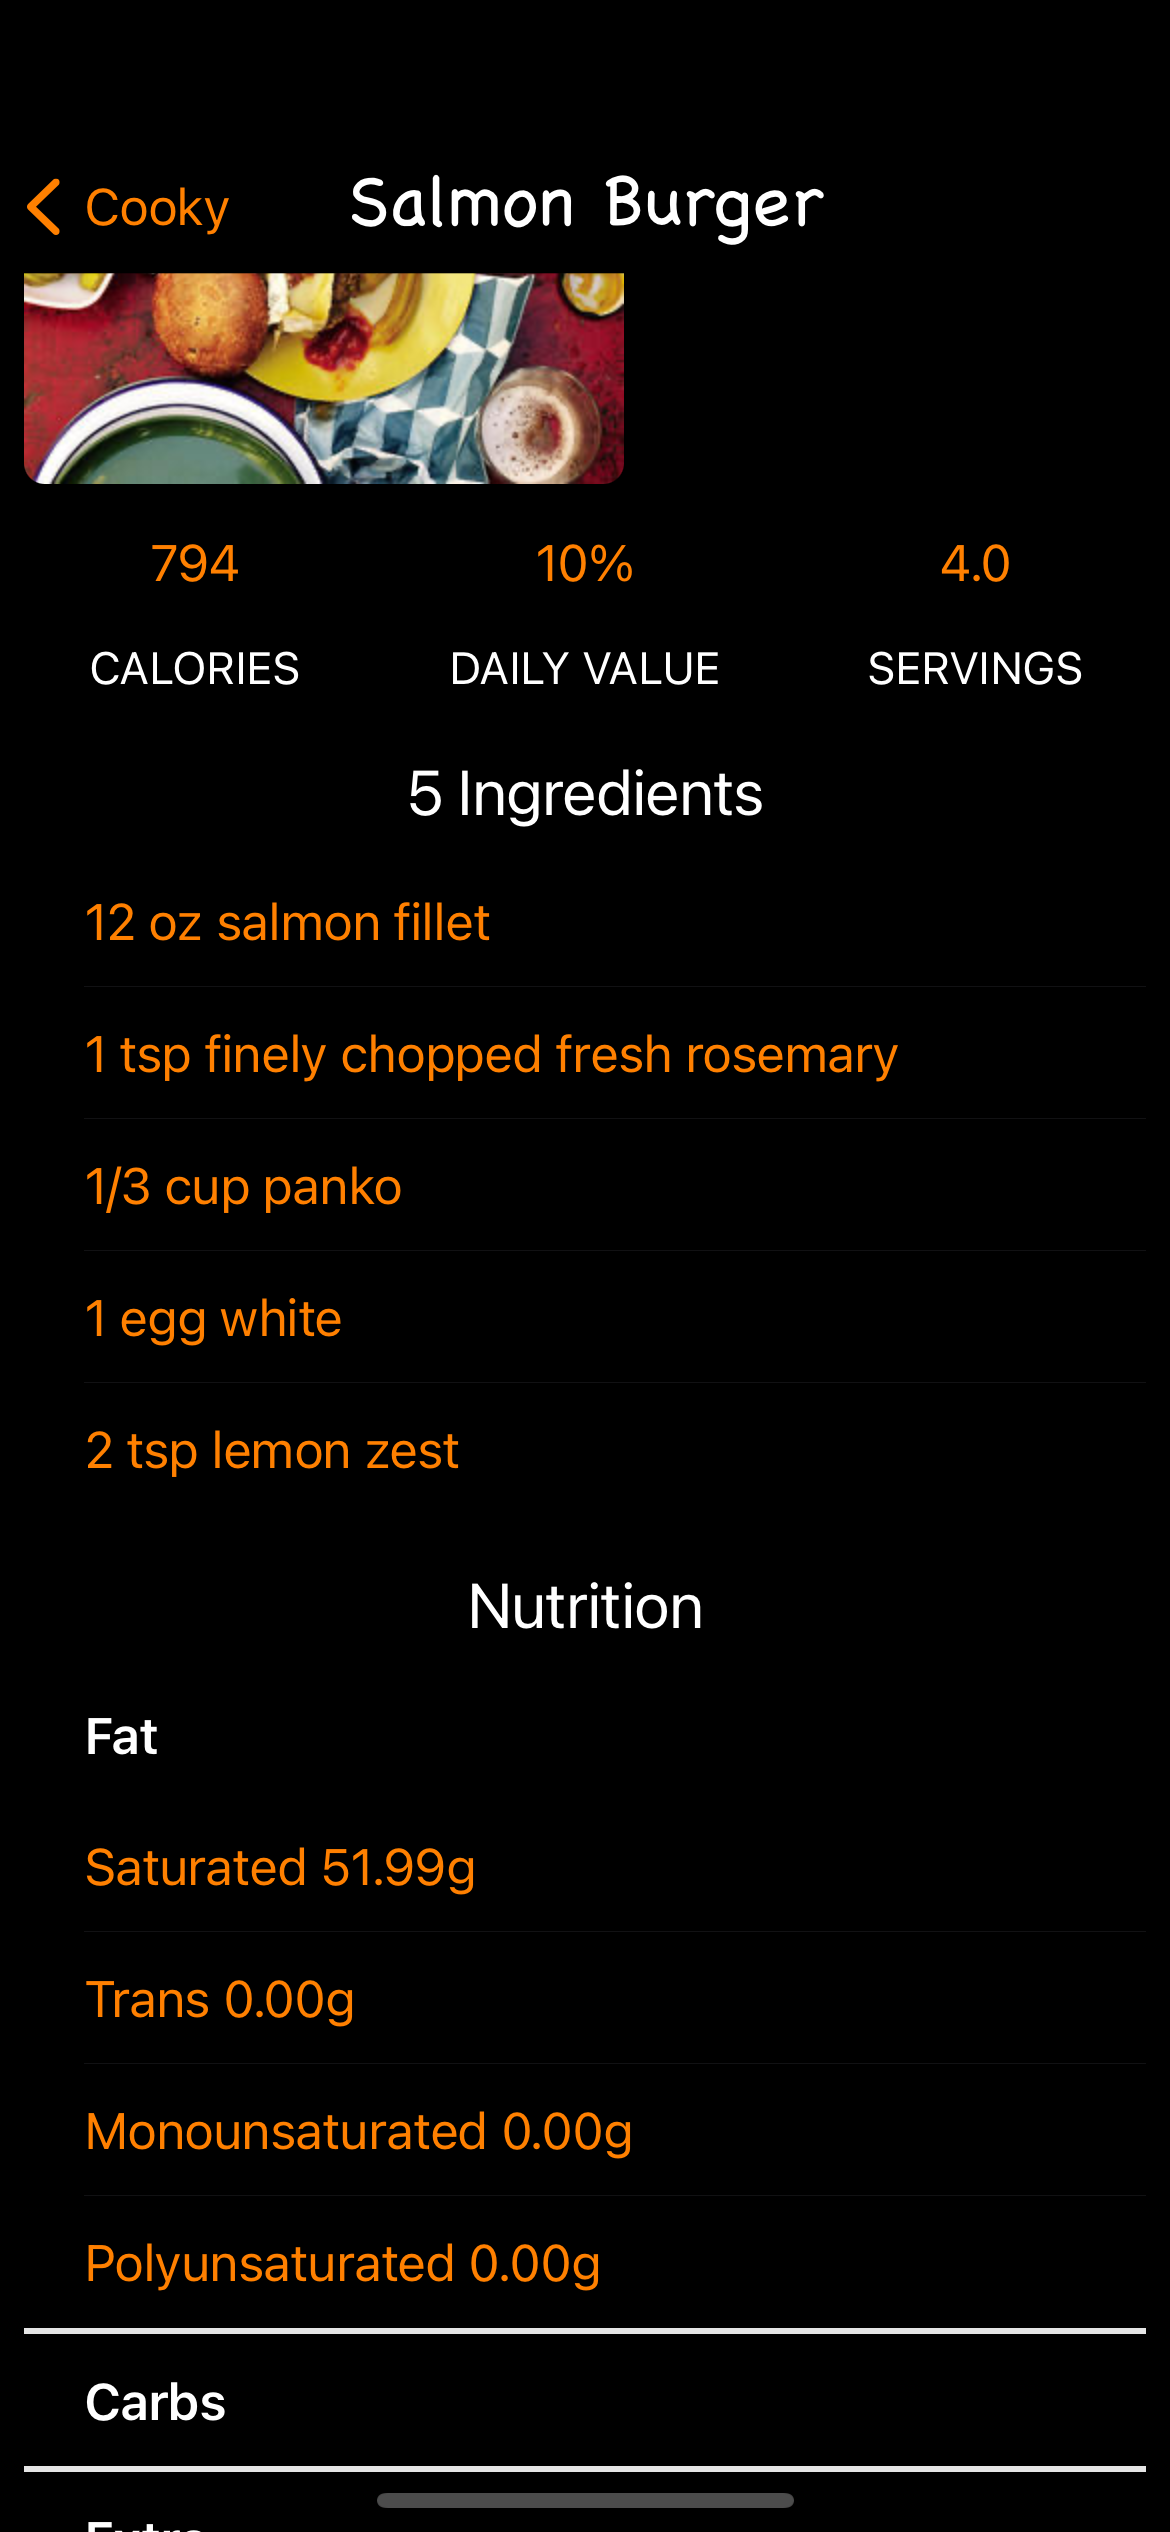 Cooky
Salmon Burger
794
10%
4.0
CALORIES
DAILY VALUE
SERVINGS
5 Ingredients
12 oz salmon fillet
1 tsp finely chopped fresh rosemary
1/3 cup panko
1 egg white
2 tsp lemon zest
Nutrition
Fat
Saturated 51.99g
Trans 0.00g
Monounsaturated 0.00g
Polyunsaturated 0.00g
Carbs